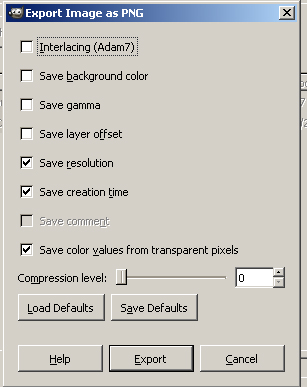 Export Image as PNG
Interlacing (Adam7)
Save background color
Save gamma
Save layer offset
Save resolution
Save creation time
Save comment
Save color values from transparent pixels
Compression level: 0
Load Defaults Save Defaults
Help Export Cancel